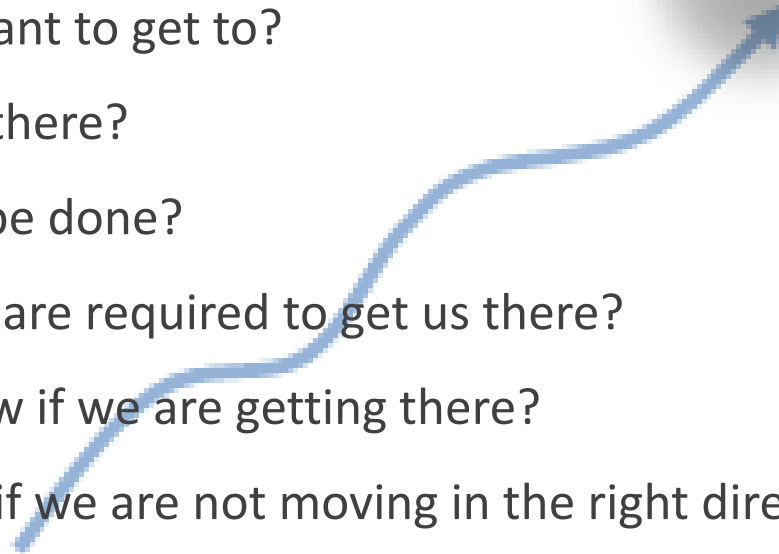 ant to get to?
there?
be done?
are required to get us there?
w if we are getting there?
if we are not moving in the right dire